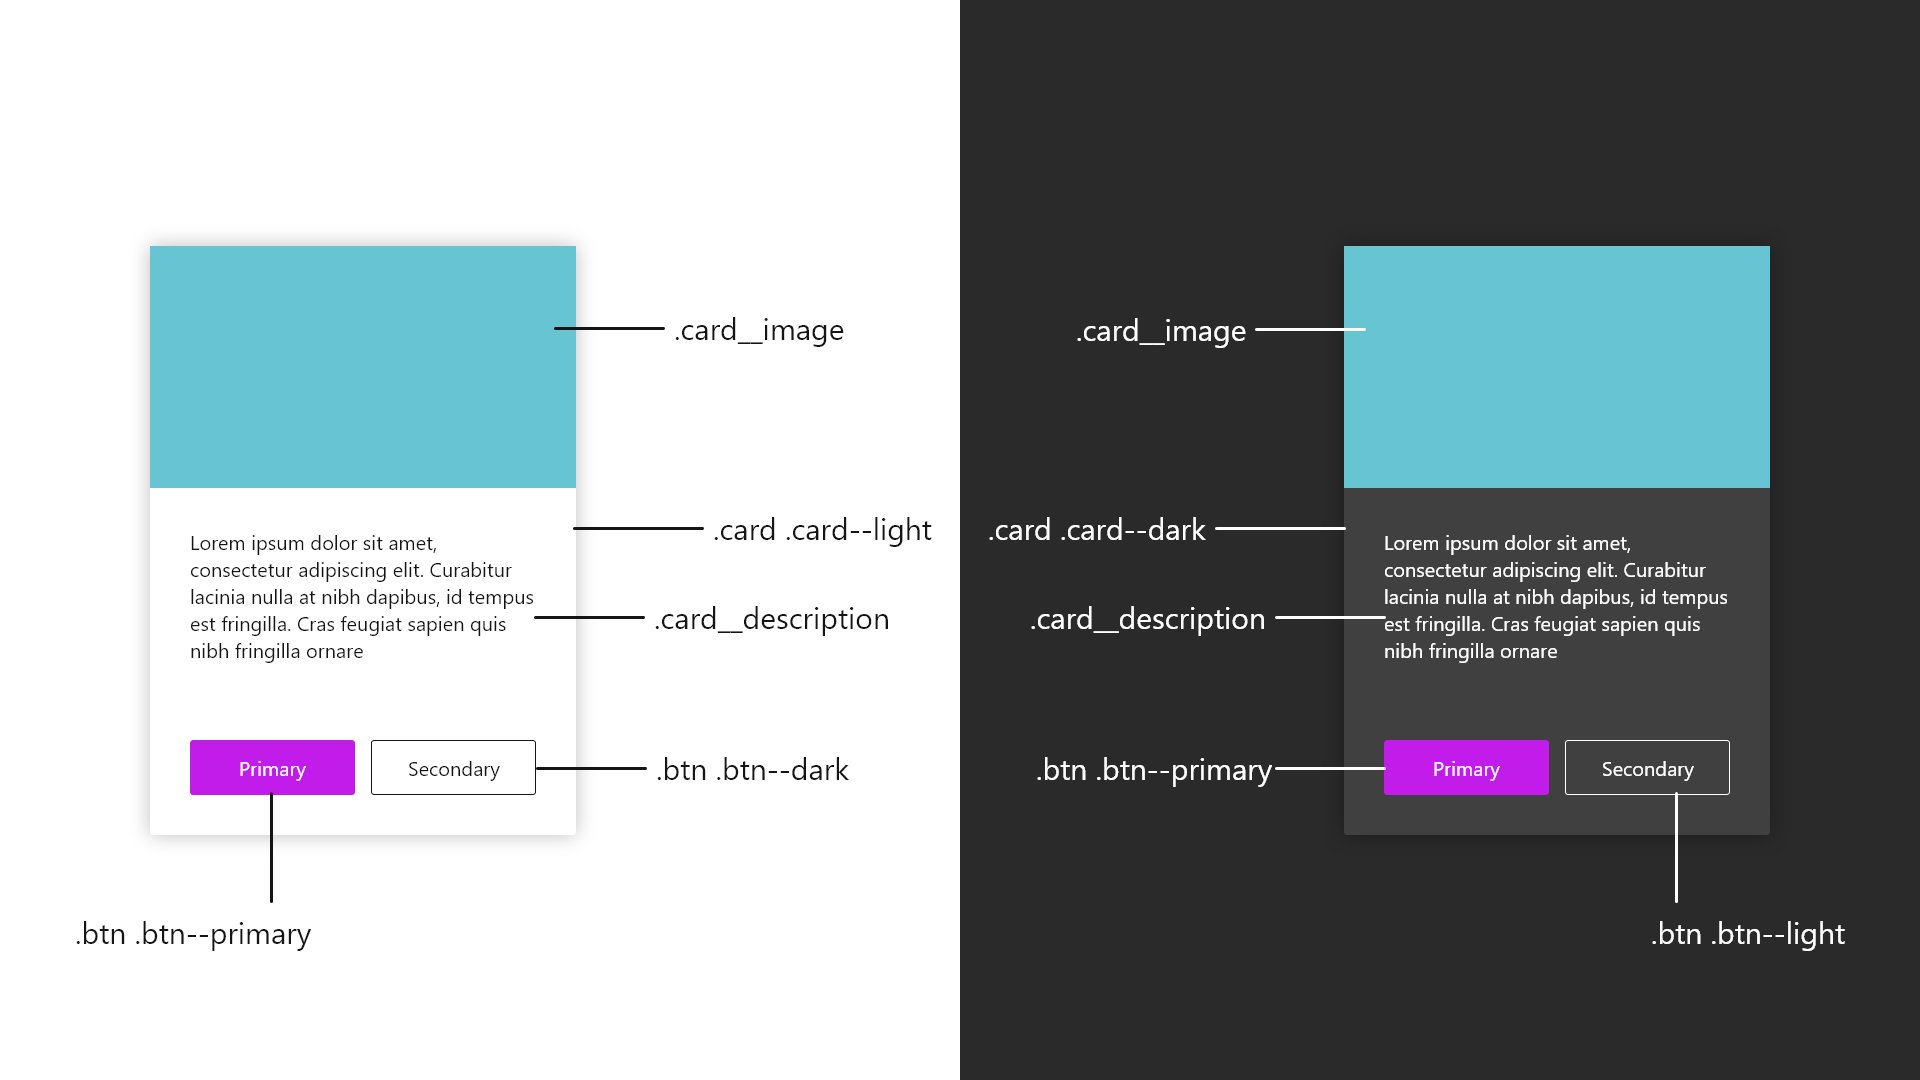 .card__image
.card .card--light
Lorem ipsum dolor sit amet,
consectetur adipiscing elit. Curabitur
lacinia nulla at nibh dapibus, id tempus
est fringilla. Cras feugiat sapien quis
nibh fringilla ornare
.card__description
Primary
Secondary
.btn .btn--dark
.btn .btn--primary
.card__image
.card .card--dark
Lorem ipsum dolor sit amet,
consectetur adipiscing elit. Curabitur
lacinia nulla at nibh dapibus, id tempus
est fringilla. Cras feugiat sapien quis
nibh fringilla ornare
.card__description
.btn .btn--primary
Primary
Secondary
.btn .btn--light